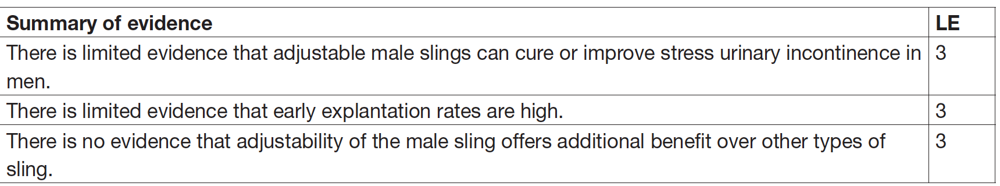 Summary of evidence LE
There is limited evidence that adjustable male slings can cure or improve stress urinary incontinence in 3
men.
There is limited evidence that early explantation rates are high. 3
There is no evidence that adjustability of the male sling offers additional benefit over other types of 3
sling.